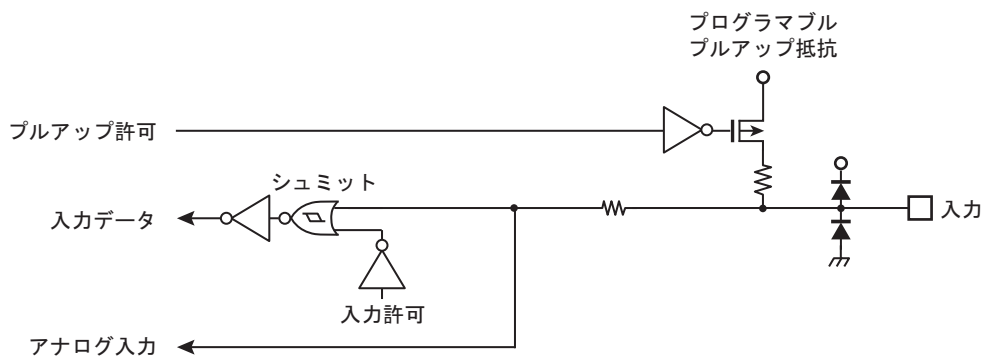 プログラマブル
プルアップ抵抗
プルアップ許可
シュミット
入力データ
入力
入力許可
アナログ入力